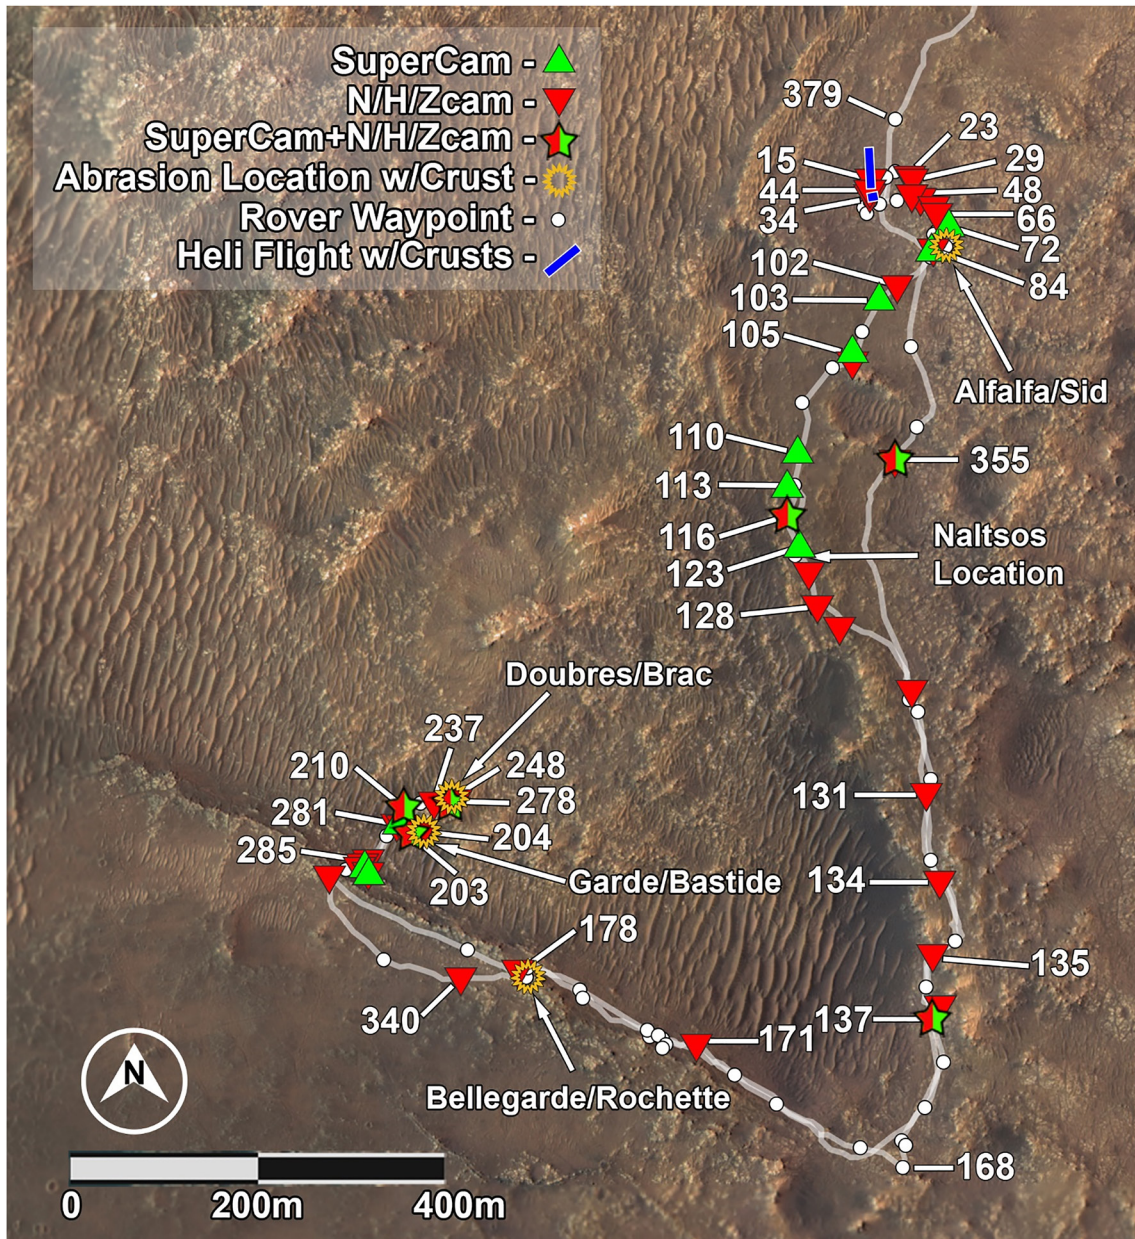 SuperCam -
N/H/Zcam -
SuperCam+N/H/Zcam -
Abrasion Location w/Crust -
Rover Waypoint -
Heli Flight w/Crusts -
379
23
15
29
44
48
34
66
72
102
84
103
105
Alfalfa/Sid
110
355
113
116
Naltsos
Location
123
128
Doubres/Brac
237
210
248
278
131
281
204
285
Garde/Bastide
134
203
178
135
340
137
171
Bellegarde/Rochette
168
N
0
200m
400m